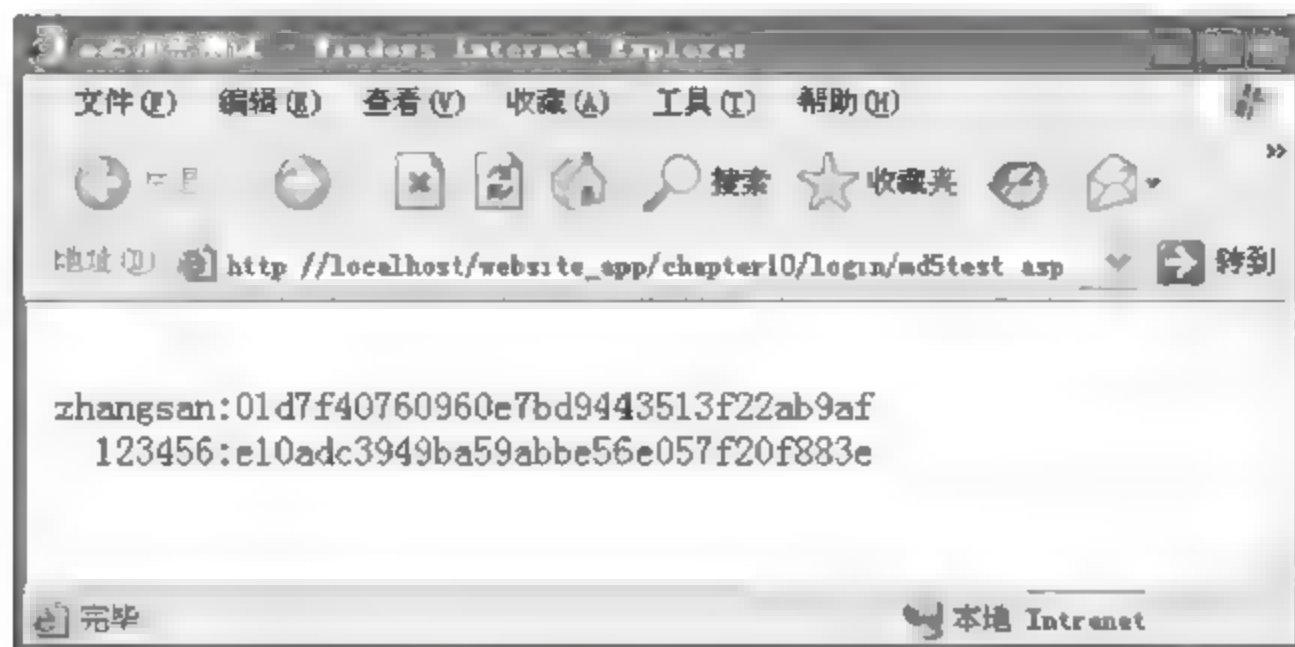 Windows Internet Explorer
文件(F) 编辑(E) 查看(V) 收藏(A) 工具(T) 帮助(H)
搜索 收藏夹
地址(D) http //localhost/website_app/chapter10/login/md5test asp 转到
zhangsan:01d7f40760960e7bd9443513f22ab9af
123456:e10adc3949ba59abbe56e057f20f883e
完毕 本地 Intranet